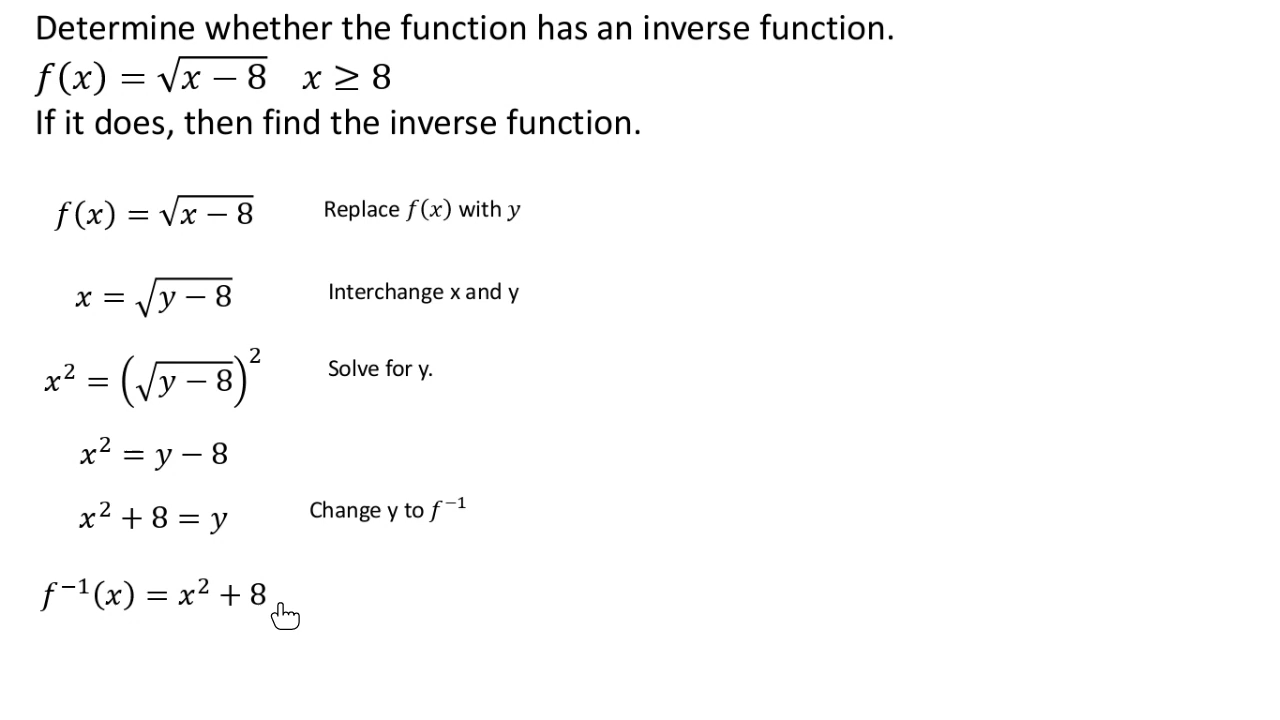 Determine whether the function has an inverse function.
f(x) = √(x − 8)   x ≥ 8
If it does, then find the inverse function.
f(x) = √(x − 8)   Replace f(x) with y
x = √(y − 8)   Interchange x and y
x² = (√(y − 8))²   Solve for y.
x² = y − 8
x² + 8 = y   Change y to f⁻¹
f⁻¹(x) = x² + 8